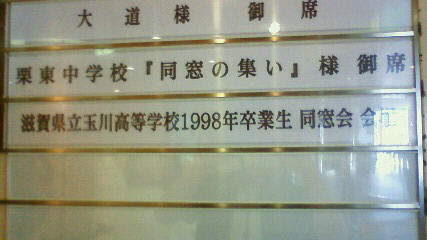 大道様 御席
栗東中学校『同窓の集い』様 御席
滋賀県立玉川高等学校1998年卒業生 同窓会 会